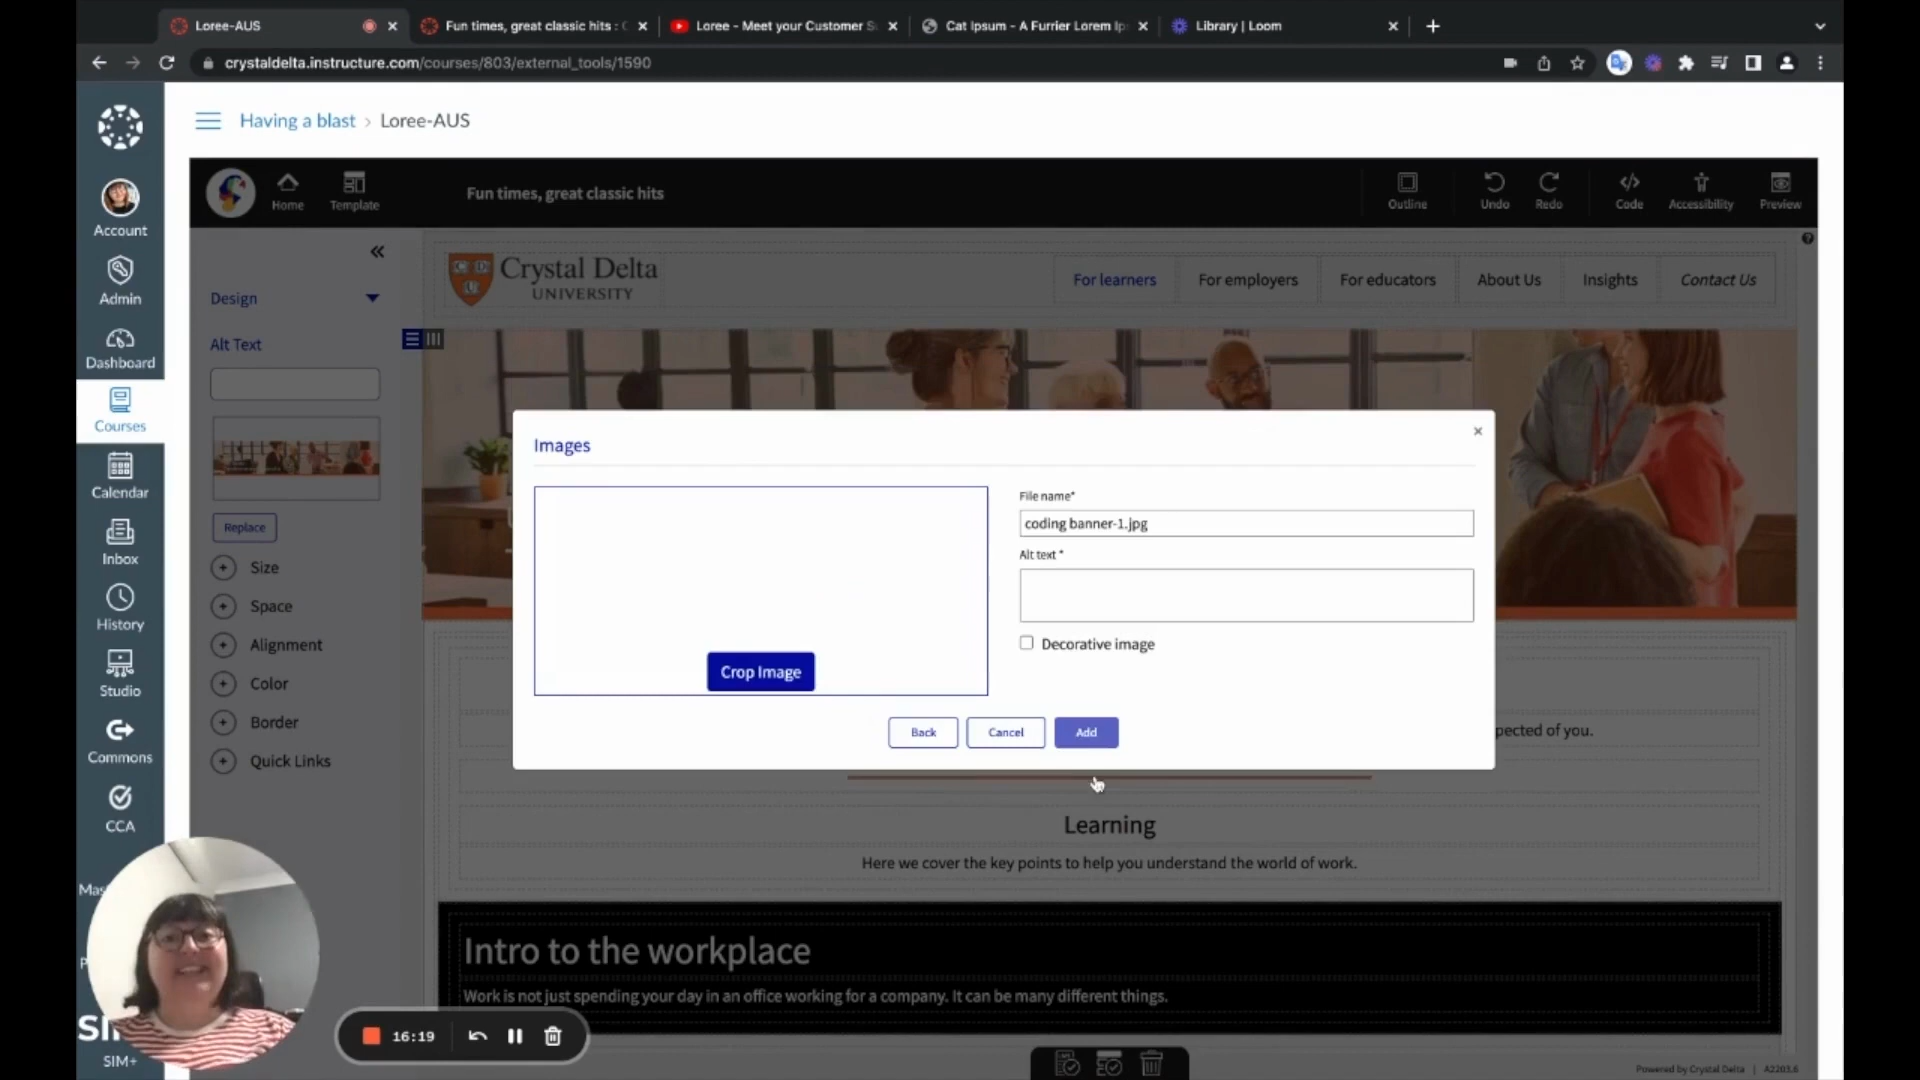 Loree-AUS
Fun times, great classic hits :
Loree - Meet your Customer S
Cat Ipsum - A Furrier Lorem Ip
Library | Loom
crystaldelta.instructure.com/courses/803/external_tools/1590
Having a blast > Loree-AUS
Account
Admin
Dashboard
Courses
Calendar
Inbox
History
Studio
Commons
CCA
SIM+
Home
Template
Fun times, great classic hits
Outline
Undo
Redo
Code
Accessibility
Preview
Design
Alt Text
Replace
Size
Space
Alignment
Color
Border
Quick Links
Crystal Delta
UNIVERSITY
For learners
For employers
For educators
About Us
Insights
Contact Us
Images
File name*
coding banner-1.jpg
Alt text *
Decorative image
Crop Image
Back
Cancel
Add
pected of you.
Learning
Here we cover the key points to help you understand the world of work.
Intro to the workplace
Work is not just spending your day in an office working for a company. It can be many different things.
16:19
Powered by Crystal Delta | A2203.6